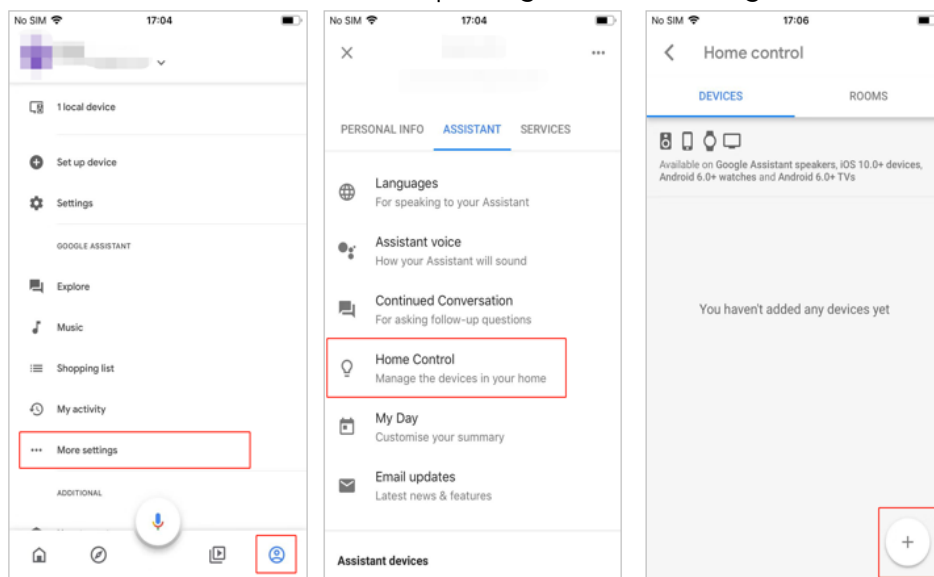 No SIM 17:04
1 local device
Set up device
Settings
GOOGLE ASSISTANT
Explore
Music
Shopping list
My activity
More settings
ADDITIONAL
No SIM 17:04
PERSONAL INFO ASSISTANT SERVICES
Languages
For speaking to your Assistant
Assistant voice
How your Assistant will sound
Continued Conversation
For asking follow-up questions
Home Control
Manage the devices in your home
My Day
Customise your summary
Email updates
Latest news & features
Assistant devices
No SIM 17:06
Home control
DEVICES ROOMS
Available on Google Assistant speakers, iOS 10.0+ devices,
Android 6.0+ watches and Android 6.0+ TVs
You haven't added any devices yet